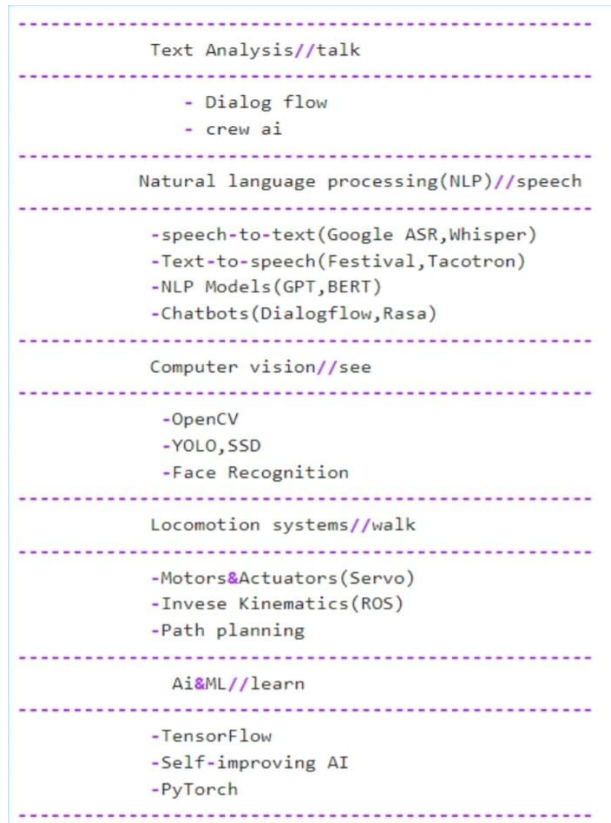 Text Analysis//talk
- Dialog flow
- crew ai
Natural language processing(NLP)//speech
-speech-to-text(Google ASR,Whisper)
-Text-to-speech(Festival,Tacotron)
-NLP Models(GPT,BERT)
-Chatbots(Dialogflow,Rasa)
Computer vision//see
-OpenCV
-YOLO,SSD
-Face Recognition
Locomotion systems//walk
-Motors&Actuators(Servo)
-Invese Kinematics(ROS)
-Path planning
Ai&ML//learn
-TensorFlow
-Self-improving AI
-PyTorch